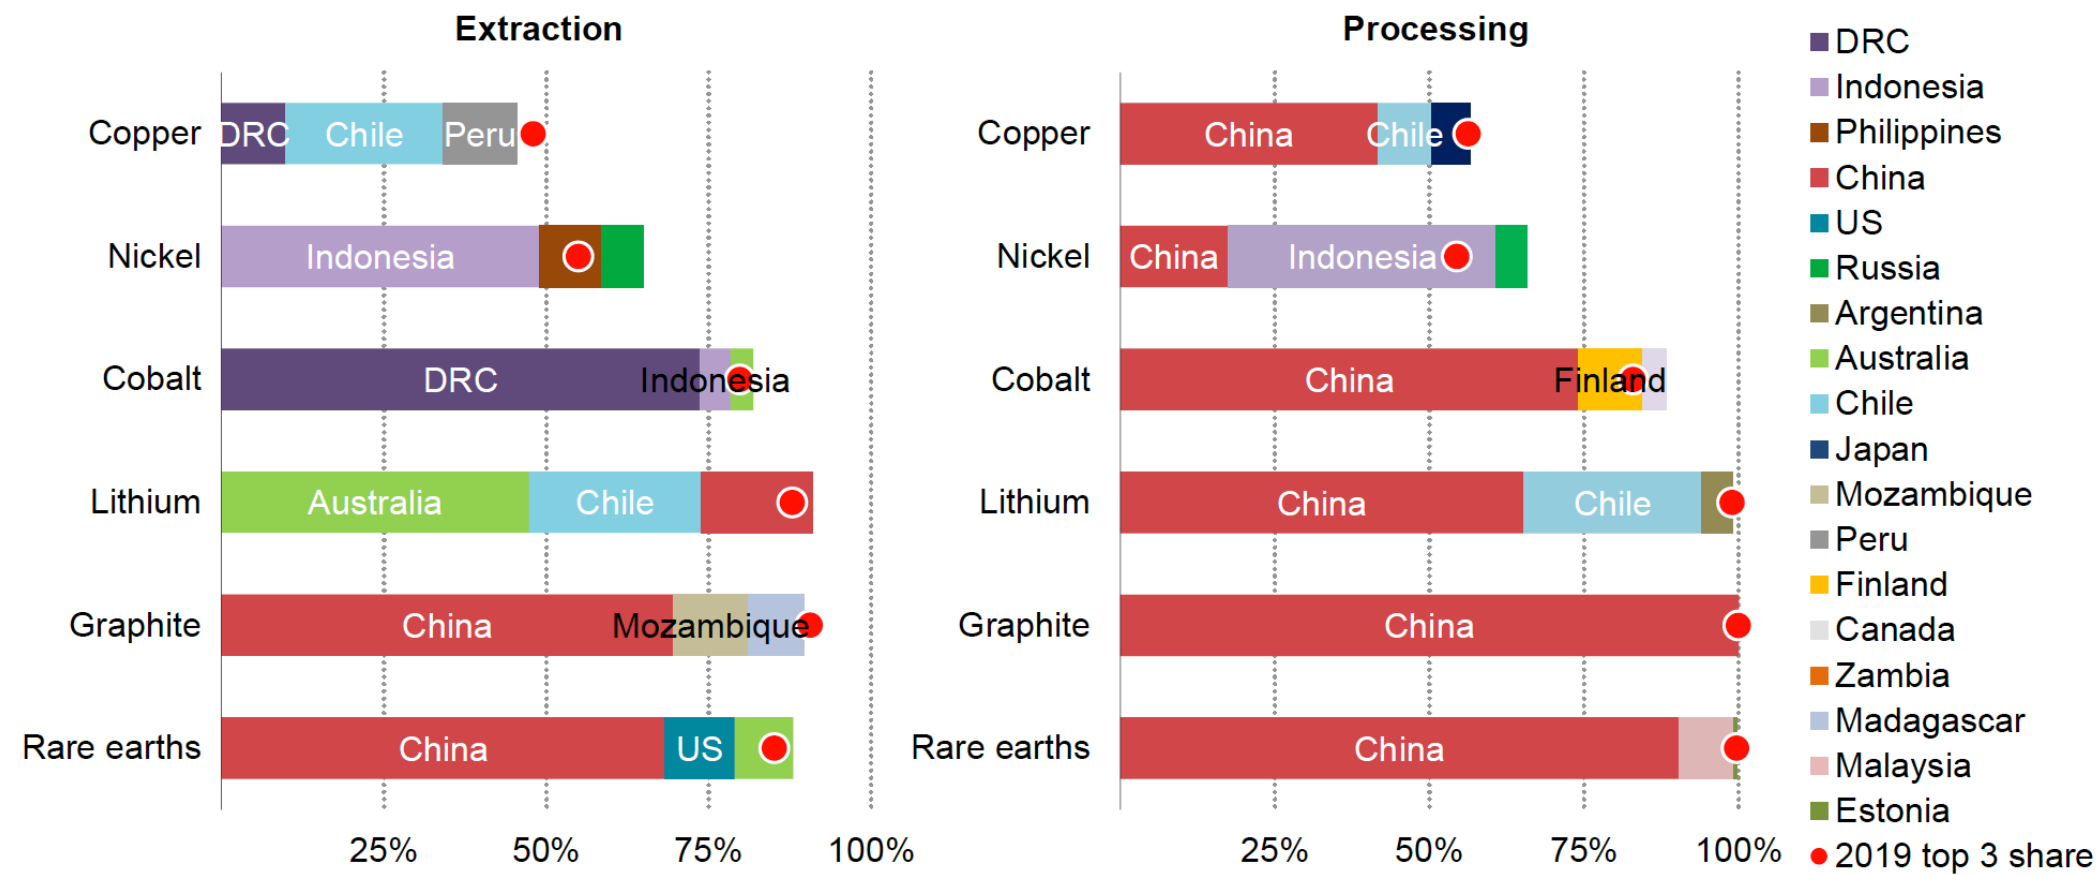 Extraction
Copper
DRC
Chile
Peru
Nickel
Indonesia
Cobalt
DRC
Indonesia
Lithium
Australia
Chile
Graphite
China
Mozambique
Rare earths
China
US
25%
50%
75%
100%
Processing
Copper
China
Chile
Nickel
China
Indonesia
Cobalt
China
Finland
Lithium
China
Chile
Graphite
China
Rare earths
China
25%
50%
75%
100%
DRC
Indonesia
Philippines
China
US
Russia
Argentina
Australia
Chile
Japan
Mozambique
Peru
Finland
Canada
Zambia
Madagascar
Malaysia
Estonia
2019 top 3 share